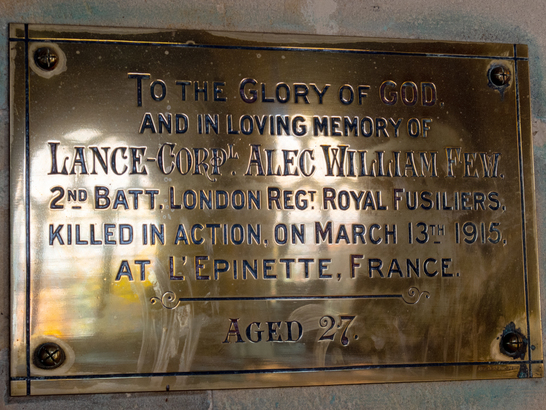 To the Glory of God,
and in loving memory of
Lance-Corpl. Alec William Few.
2nd Batt. London Regt. Royal Fusiliers,
killed in action, on March 13th 1915,
at L'Epinette, France.
Aged 27.